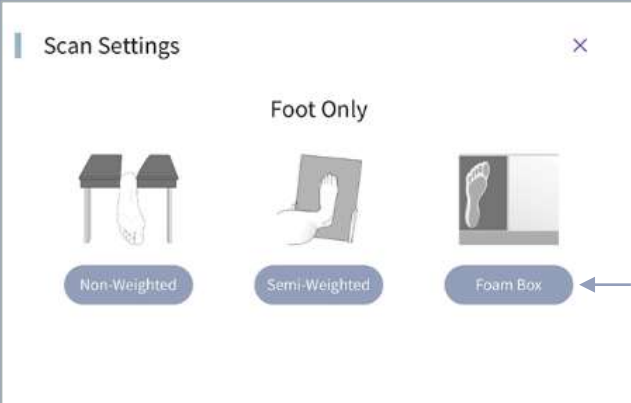 Scan Settings
Foot Only
Non-Weighted
Semi-Weighted
Foam Box